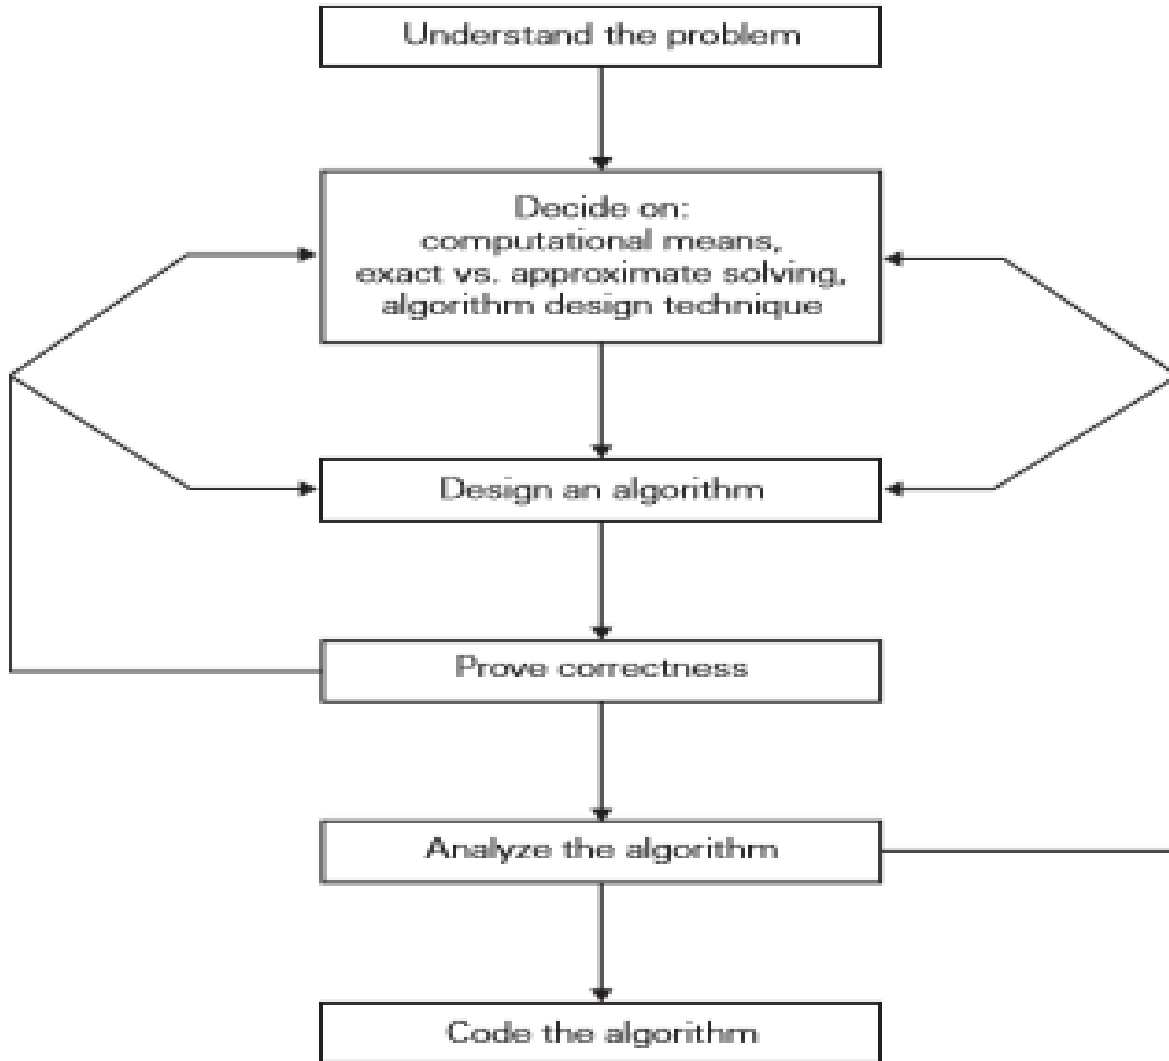 Understand the problem
Decide on:
computational means,
exact vs. approximate solving,
algorithm design technique
Design an algorithm
Prove correctness
Analyze the algorithm
Code the algorithm